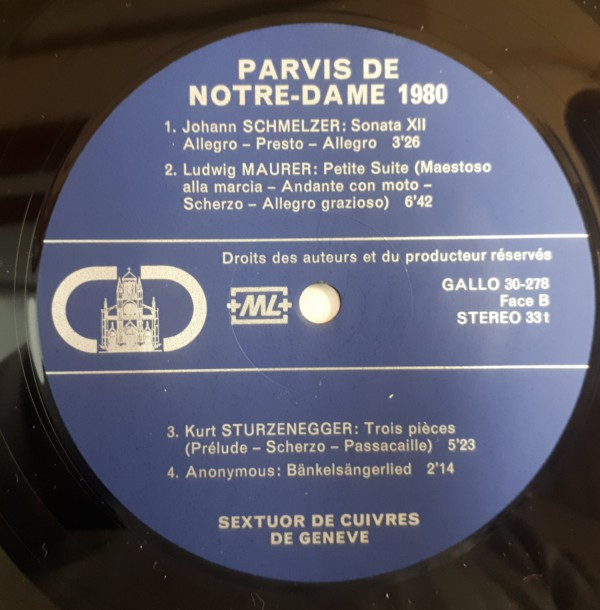 PARVIS DE
NOTRE-DAME 1980
1. Johann SCHMELZER: Sonata XII
Allegro – Presto – Allegro 3'26
2. Ludwig MAURER: Petite Suite (Maestoso
alla marcia – Andante con moto –
Scherzo – Allegro grazioso) 6'42
Droits des auteurs et du producteur réservés
GALLO 30-278
Face B
STEREO 33 t
ML
3. Kurt STURZENEGGER: Trois pièces
(Prélude – Scherzo – Passacaille) 5'23
4. Anonymous: Bänkelsängerlied 2'14
SEXTUOR DE CUIVRES
DE GENEVE